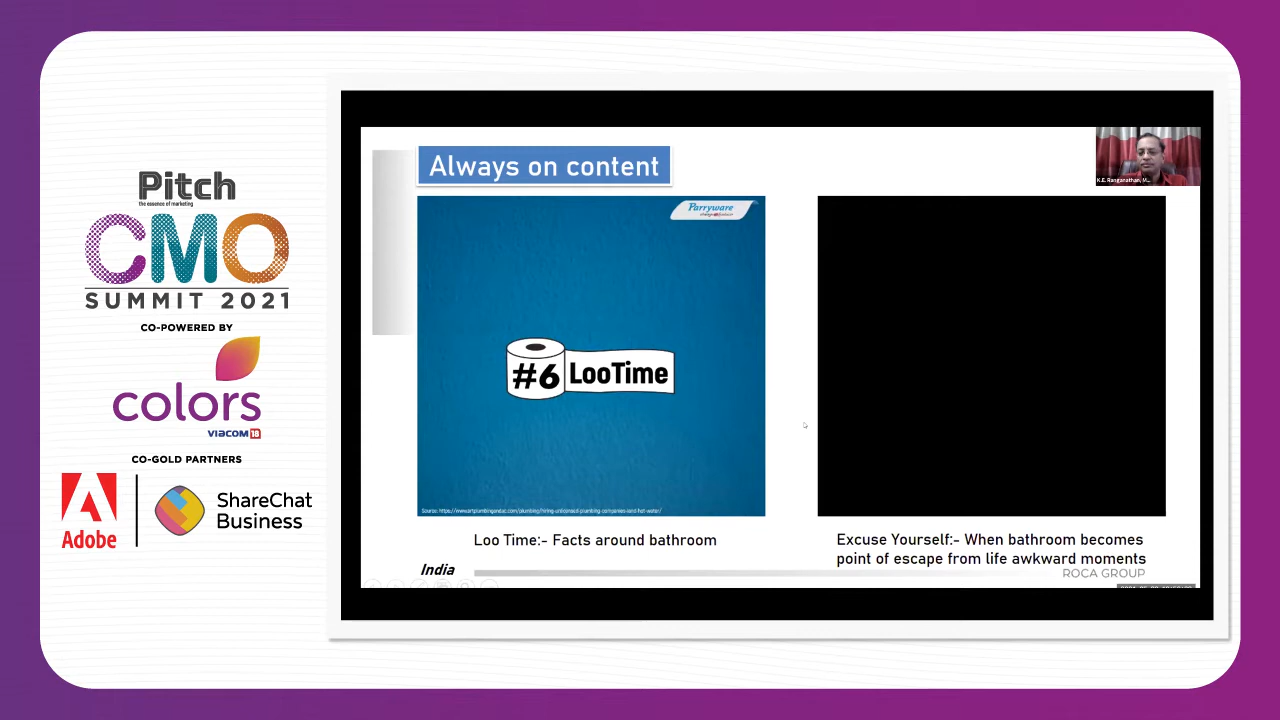 Pitch
the essence of marketing
CMO
SUMMIT 2021
CO-POWERED BY
colors
VIACOM18
CO-GOLD PARTNERS
Adobe
ShareChat
Business
Always on content
K.E. Ranganathan, M...
Parryware
#6 LooTime
Loo Time:- Facts around bathroom
Excuse Yourself:- When bathroom becomes
point of escape from life awkward moments
India
ROCA GROUP